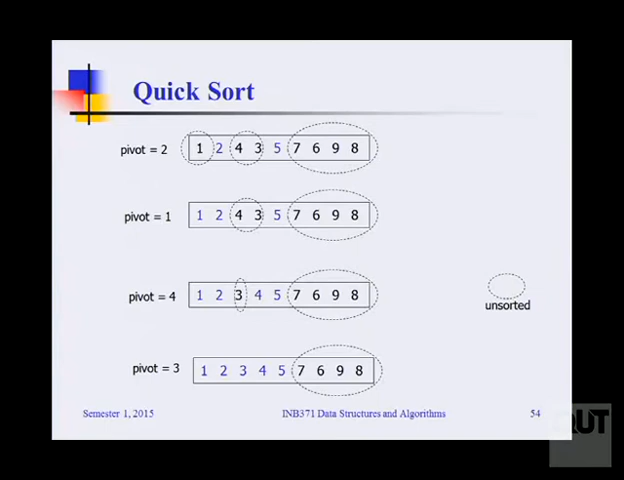 Quick Sort
pivot = 2 1 2 4 3 5 7 6 9 8
pivot = 1 1 2 4 3 5 7 6 9 8
pivot = 4 1 2 3 4 5 7 6 9 8
unsorted
pivot = 3 1 2 3 4 5 7 6 9 8
Semester 1, 2015 INB371 Data Structures and Algorithms 54
QUT